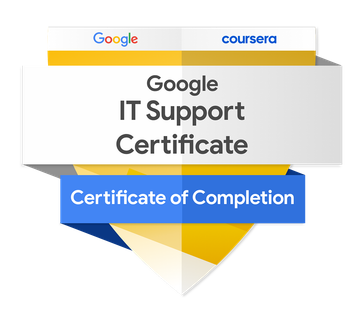 Google coursera
Google
IT Support
Certificate
Certificate of Completion